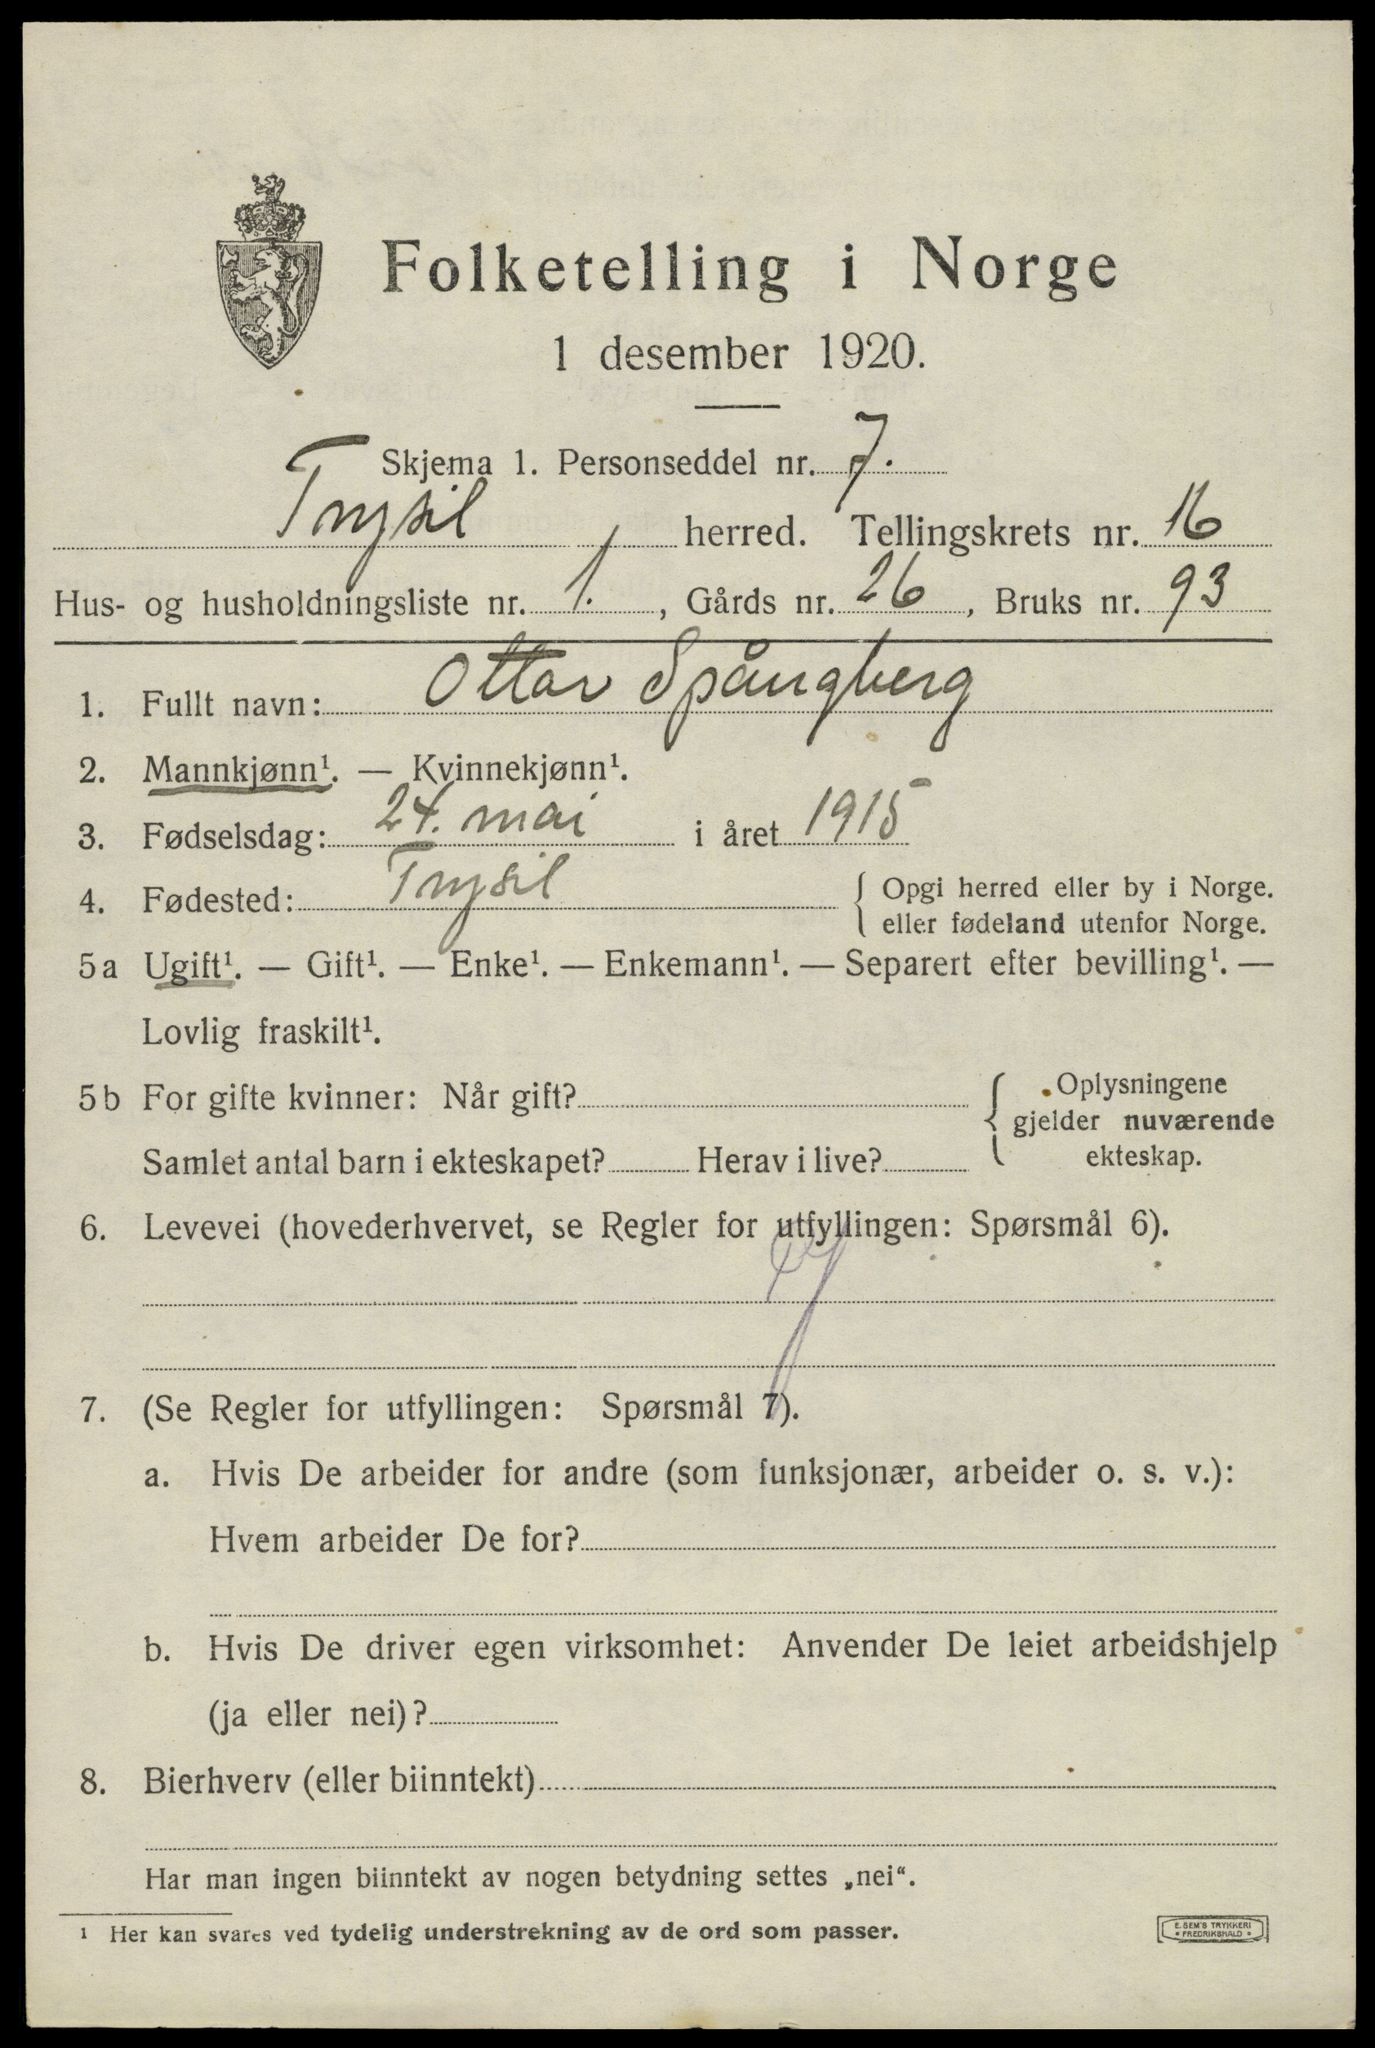 Folketelling i Norge
1 desember 1920.
Skjema 1. Personseddel nr. 7.
Trysil herred. Tellingskrets nr. 16
Hus- og husholdningsliste nr. 1., Gårds nr. 26, Bruks nr. 93
1. Fullt navn: Ottar Spångberg
2. Mannkjønn¹. — Kvinnekjønn¹.
3. Fødselsdag: 24. mai i året 1915
4. Fødested: Trysil { Opgi herred eller by i Norge.
eller fødeland utenfor Norge.
5a Ugift¹. — Gift¹. — Enke¹. — Enkemann¹. — Separert efter bevilling¹. —
Lovlig fraskilt¹.
5b For gifte kvinner: Når gift? { Oplysningene
gjelder nuværende
Samlet antal barn i ekteskapet? Herav i live? ekteskap.
6. Levevei (hovederhvervet, se Regler for utfyllingen: Spørsmål 6).
7. (Se Regler for utfyllingen: Spørsmål 7).
a. Hvis De arbeider for andre (som funksjonær, arbeider o. s. v.):
Hvem arbeider De for?
b. Hvis De driver egen virksomhet: Anvender De leiet arbeidshjelp
(ja eller nei)?
8. Bierhverv (eller biinntekt)
Har man ingen biinntekt av nogen betydning settes „nei“.
¹ Her kan svares ved tydelig understrekning av de ord som passer.
E. SEM'S TRYKKERI
• FREDRIKSHALD •